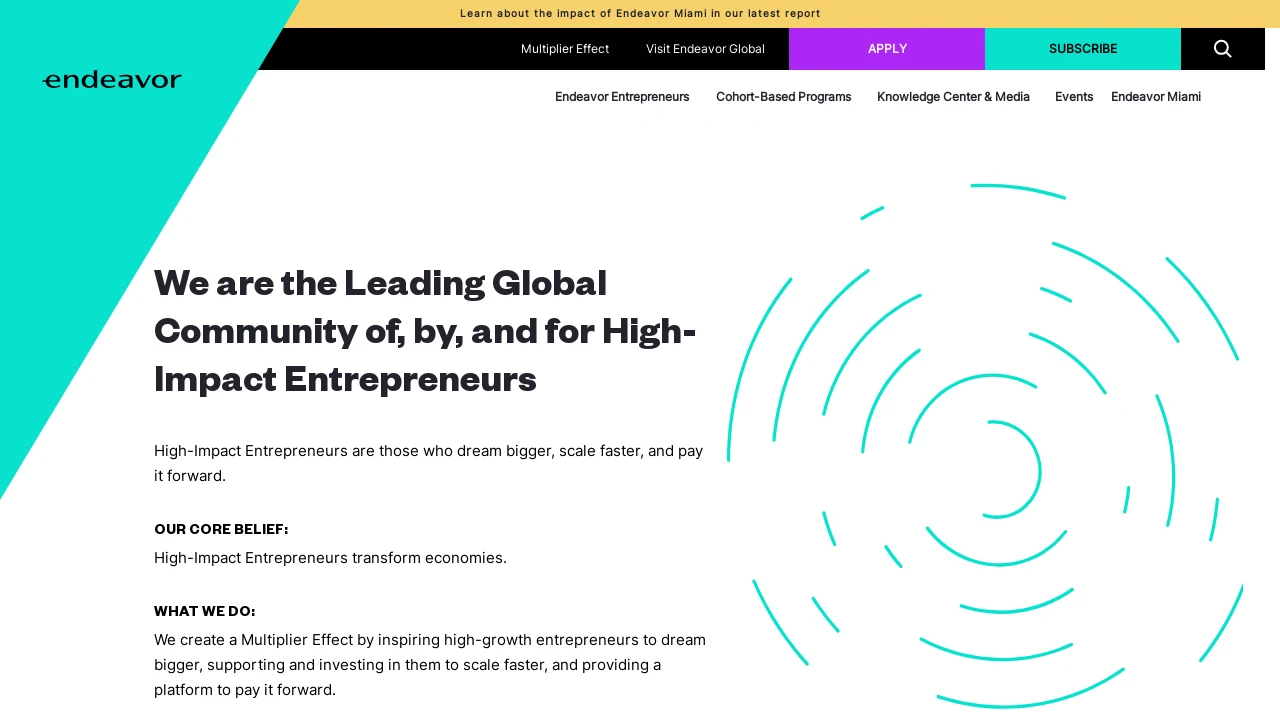 Learn about the impact of Endeavor Miami in our latest report
Multiplier Effect
Visit Endeavor Global
APPLY
SUBSCRIBE
endeavor
Endeavor Entrepreneurs
Cohort-Based Programs
Knowledge Center & Media
Events
Endeavor Miami
We are the Leading Global
Community of, by, and for High-
Impact Entrepreneurs
High-Impact Entrepreneurs are those who dream bigger, scale faster, and pay
it forward.
OUR CORE BELIEF:
High-Impact Entrepreneurs transform economies.
WHAT WE DO:
We create a Multiplier Effect by inspiring high-growth entrepreneurs to dream
bigger, supporting and investing in them to scale faster, and providing a
platform to pay it forward.